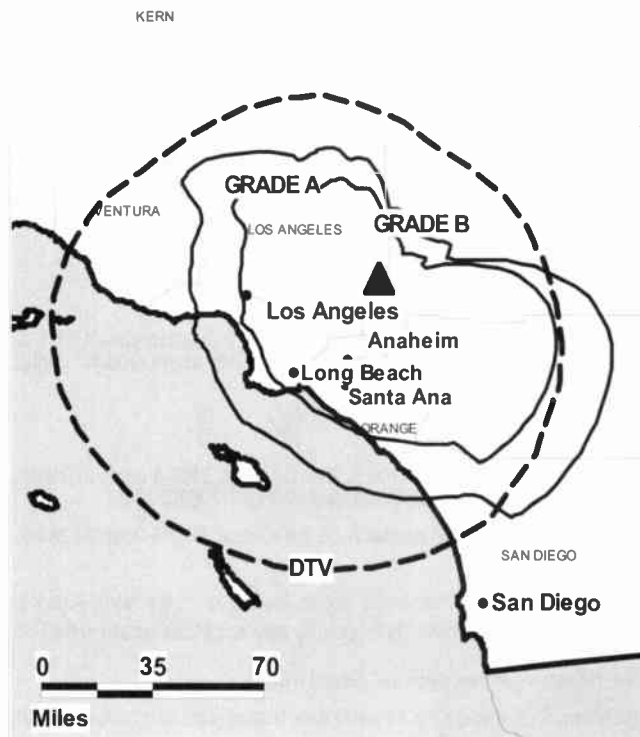 KERN
GRADE A
VENTURA
LOS ANGELES
GRADE B
Los Angeles
Anaheim
Long Beach
Santa Ana
ORANGE
SAN DIEGO
DTV
San Diego
0 35 70
Miles